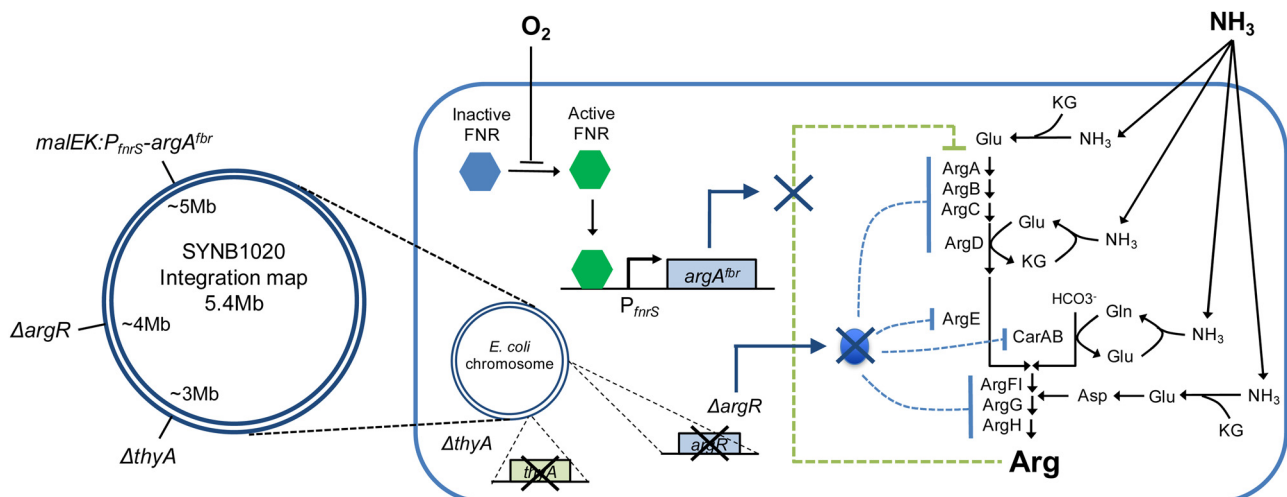 malEK:PfnrS-argAfbr
~5Mb
SYNB1020
Integration map
5.4Mb
ΔargR
~4Mb
~3Mb
ΔthyA
O2
Inactive
FNR
Active
FNR
PfnrS
argAfbr
E. coli
chromosome
ΔthyA
thyA
argR
ΔargR
NH3
KG
Glu
NH3
ArgA
ArgB
ArgC
ArgD
Glu
KG
NH3
ArgE
CarAB
HCO3-
Gln
Glu
NH3
ArgFI
ArgG
ArgH
Asp
Glu
NH3
KG
Arg